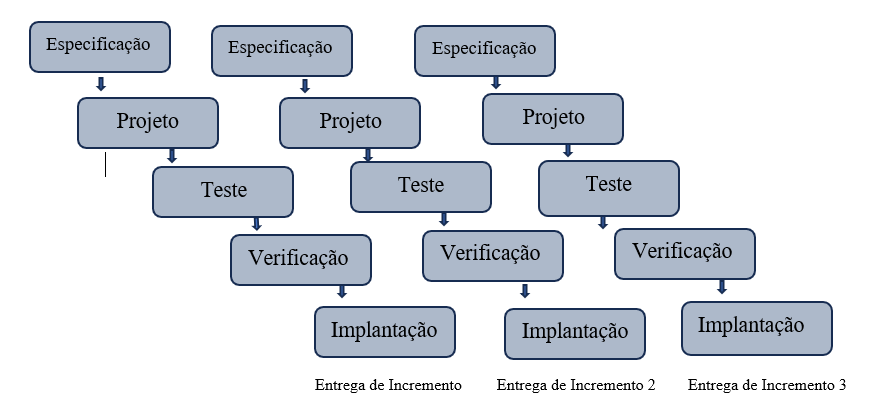 Especificação
Especificação
Especificação
Projeto
Projeto
Projeto
Teste
Teste
Teste
Verificação
Verificação
Verificação
Implantação
Implantação
Implantação
Entrega de Incremento
Entrega de Incremento 2
Entrega de Incremento 3